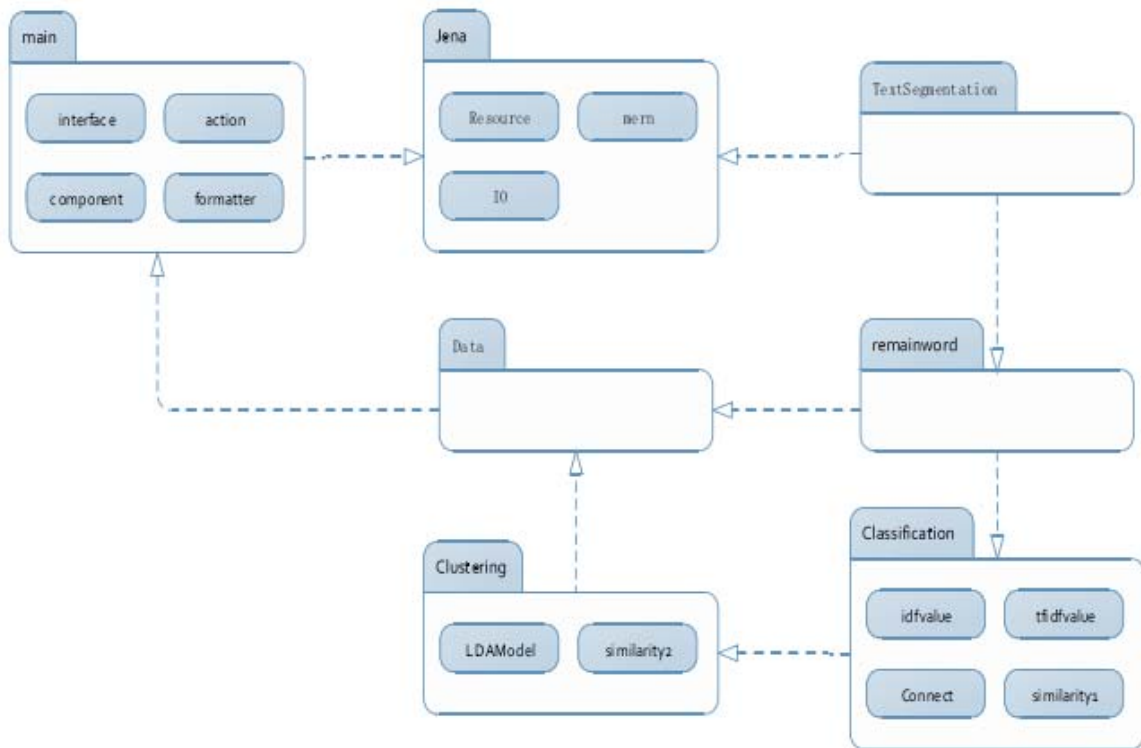 main
interface
action
component
formatter
Jena
Resource
mern
IO
TextSegmentation
Data
remainword
Clustering
LDAModel
similarity2
Classification
idfvalue
tfidfvalue
Connect
similarity1